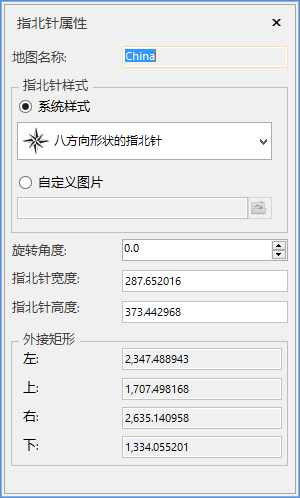 指北针属性
地图名称: China
指北针样式
系统样式
八方向形状的指北针
自定义图片
旋转角度: 0.0
指北针宽度: 287.652016
指北针高度: 373.442968
外接矩形
左: 2,347.488943
上: 1,707.498168
右: 2,635.140958
下: 1,334.055201